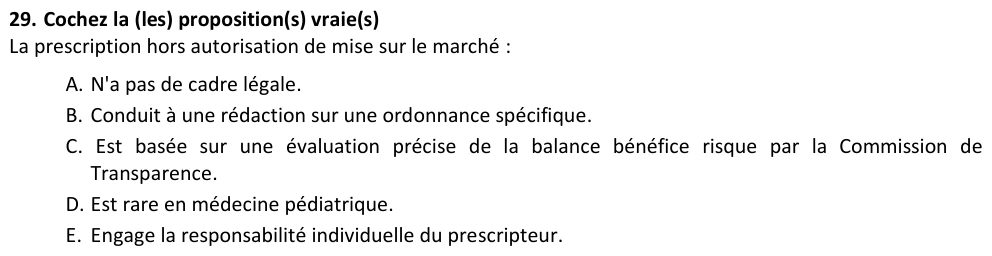 29. Cochez la (les) proposition(s) vraie(s)
La prescription hors autorisation de mise sur le marché :
A. N'a pas de cadre légale.
B. Conduit à une rédaction sur une ordonnance spécifique.
C. Est basée sur une évaluation précise de la balance bénéfice risque par la Commission de
Transparence.
D. Est rare en médecine pédiatrique.
E. Engage la responsabilité individuelle du prescripteur.